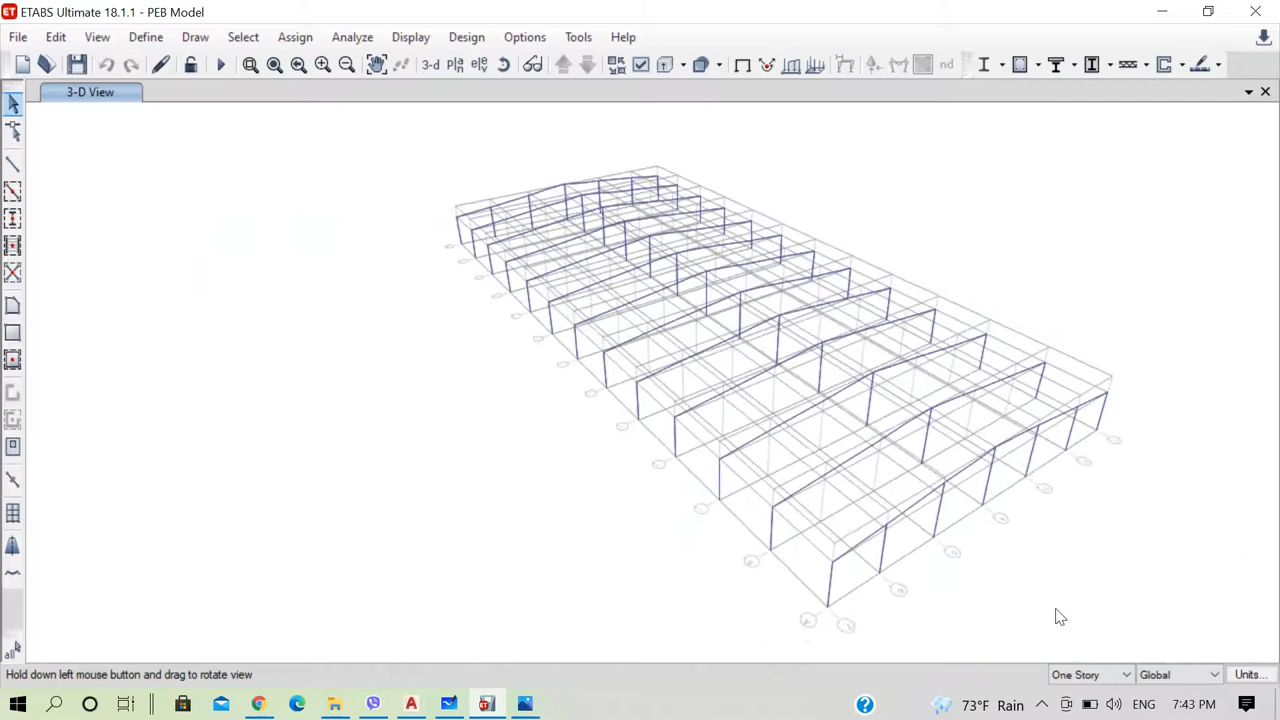 ETABS Ultimate 18.1.1 - PEB Model
File Edit View Define Draw Select Assign Analyze Display Design Options Tools Help
3-d
nd
3-D View
all
Hold down left mouse button and drag to rotate view
One Story
Global
Units...
73°F Rain
ENG
7:43 PM